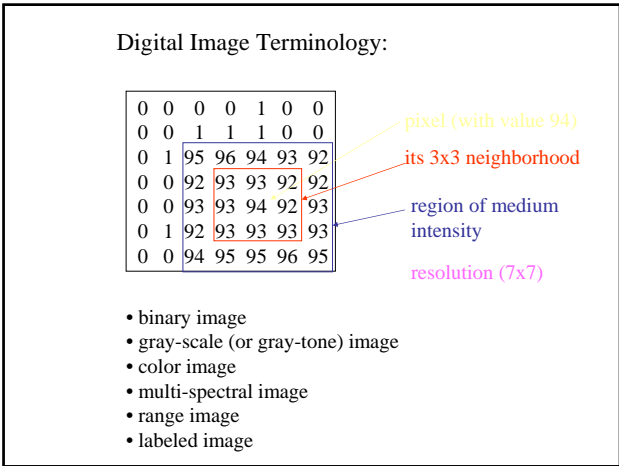 Digital Image Terminology:
0 0 0 0 1 0 0
0 0 1 1 1 0 0
0 1 95 96 94 93 92
0 0 92 93 93 92 92
0 0 93 93 94 92 93
0 1 92 93 93 93 93
0 0 94 95 95 96 95
pixel (with value 94)
its 3x3 neighborhood
region of medium
intensity
resolution (7x7)
• binary image
• gray-scale (or gray-tone) image
• color image
• multi-spectral image
• range image
• labeled image